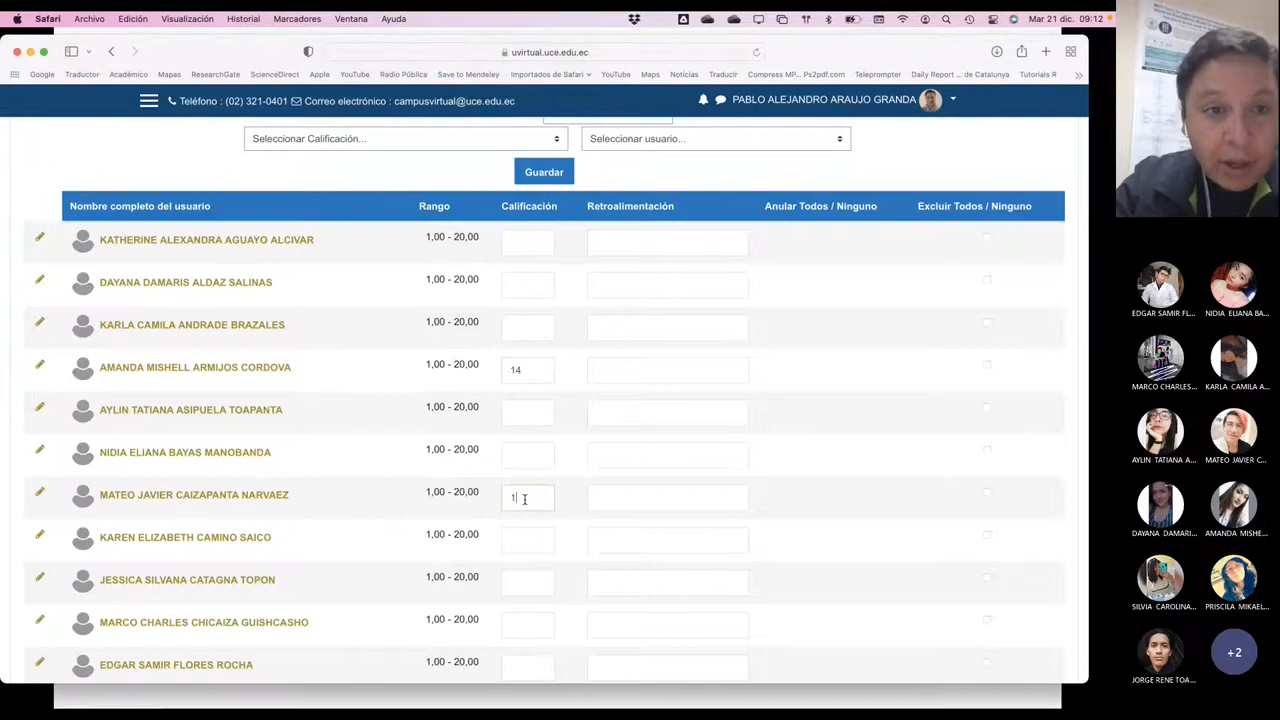 Safari Archivo Edición Visualización Historial Marcadores Ventana Ayuda Mar 21 dic. 09:12
uvirtual.uce.edu.ec
Google Traductor Académico Mapas ResearchGate ScienceDirect Apple YouTube Radio Pública Save to Mendeley Importados de Safari YouTube Maps Noticias Traducir Compress MP... Ps2pdf.com Teleprompter Daily Report ... de Catalunya Tutorials R
Teléfono : (02) 321-0401 Correo electrónico : campusvirtual@uce.edu.ec PABLO ALEJANDRO ARAUJO GRANDA
Seleccionar Calificación... Seleccionar usuario...
Guardar
Nombre completo del usuario Rango Calificación Retroalimentación Anular Todos / Ninguno Excluir Todos / Ninguno
KATHERINE ALEXANDRA AGUAYO ALCIVAR 1,00 - 20,00
DAYANA DAMARIS ALDAZ SALINAS 1,00 - 20,00
KARLA CAMILA ANDRADE BRAZALES 1,00 - 20,00
AMANDA MISHELL ARMIJOS CORDOVA 1,00 - 20,00 14
AYLIN TATIANA ASIPUELA TOAPANTA 1,00 - 20,00
NIDIA ELIANA BAYAS MANOBANDA 1,00 - 20,00
MATEO JAVIER CAIZAPANTA NARVAEZ 1,00 - 20,00 1
KAREN ELIZABETH CAMINO SAICO 1,00 - 20,00
JESSICA SILVANA CATAGNA TOPON 1,00 - 20,00
MARCO CHARLES CHICAIZA GUISHCASHO 1,00 - 20,00
EDGAR SAMIR FLORES ROCHA 1,00 - 20,00
EDGAR SAMIR FL... NIDIA ELIANA BA...
MARCO CHARLES... KARLA CAMILA A...
AYLIN TATIANA A... MATEO JAVIER C...
DAYANA DAMARI... AMANDA MISHE...
SILVIA CAROLINA... PRISCILA MIKAEL...
JORGE RENE TOA... +2